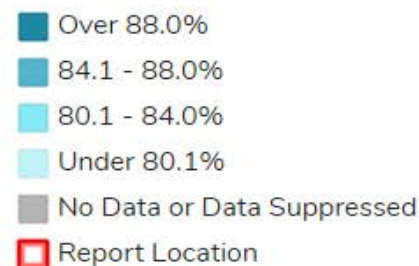 Over 88.0%
84.1 - 88.0%
80.1 - 84.0%
Under 80.1%
No Data or Data Suppressed
Report Location